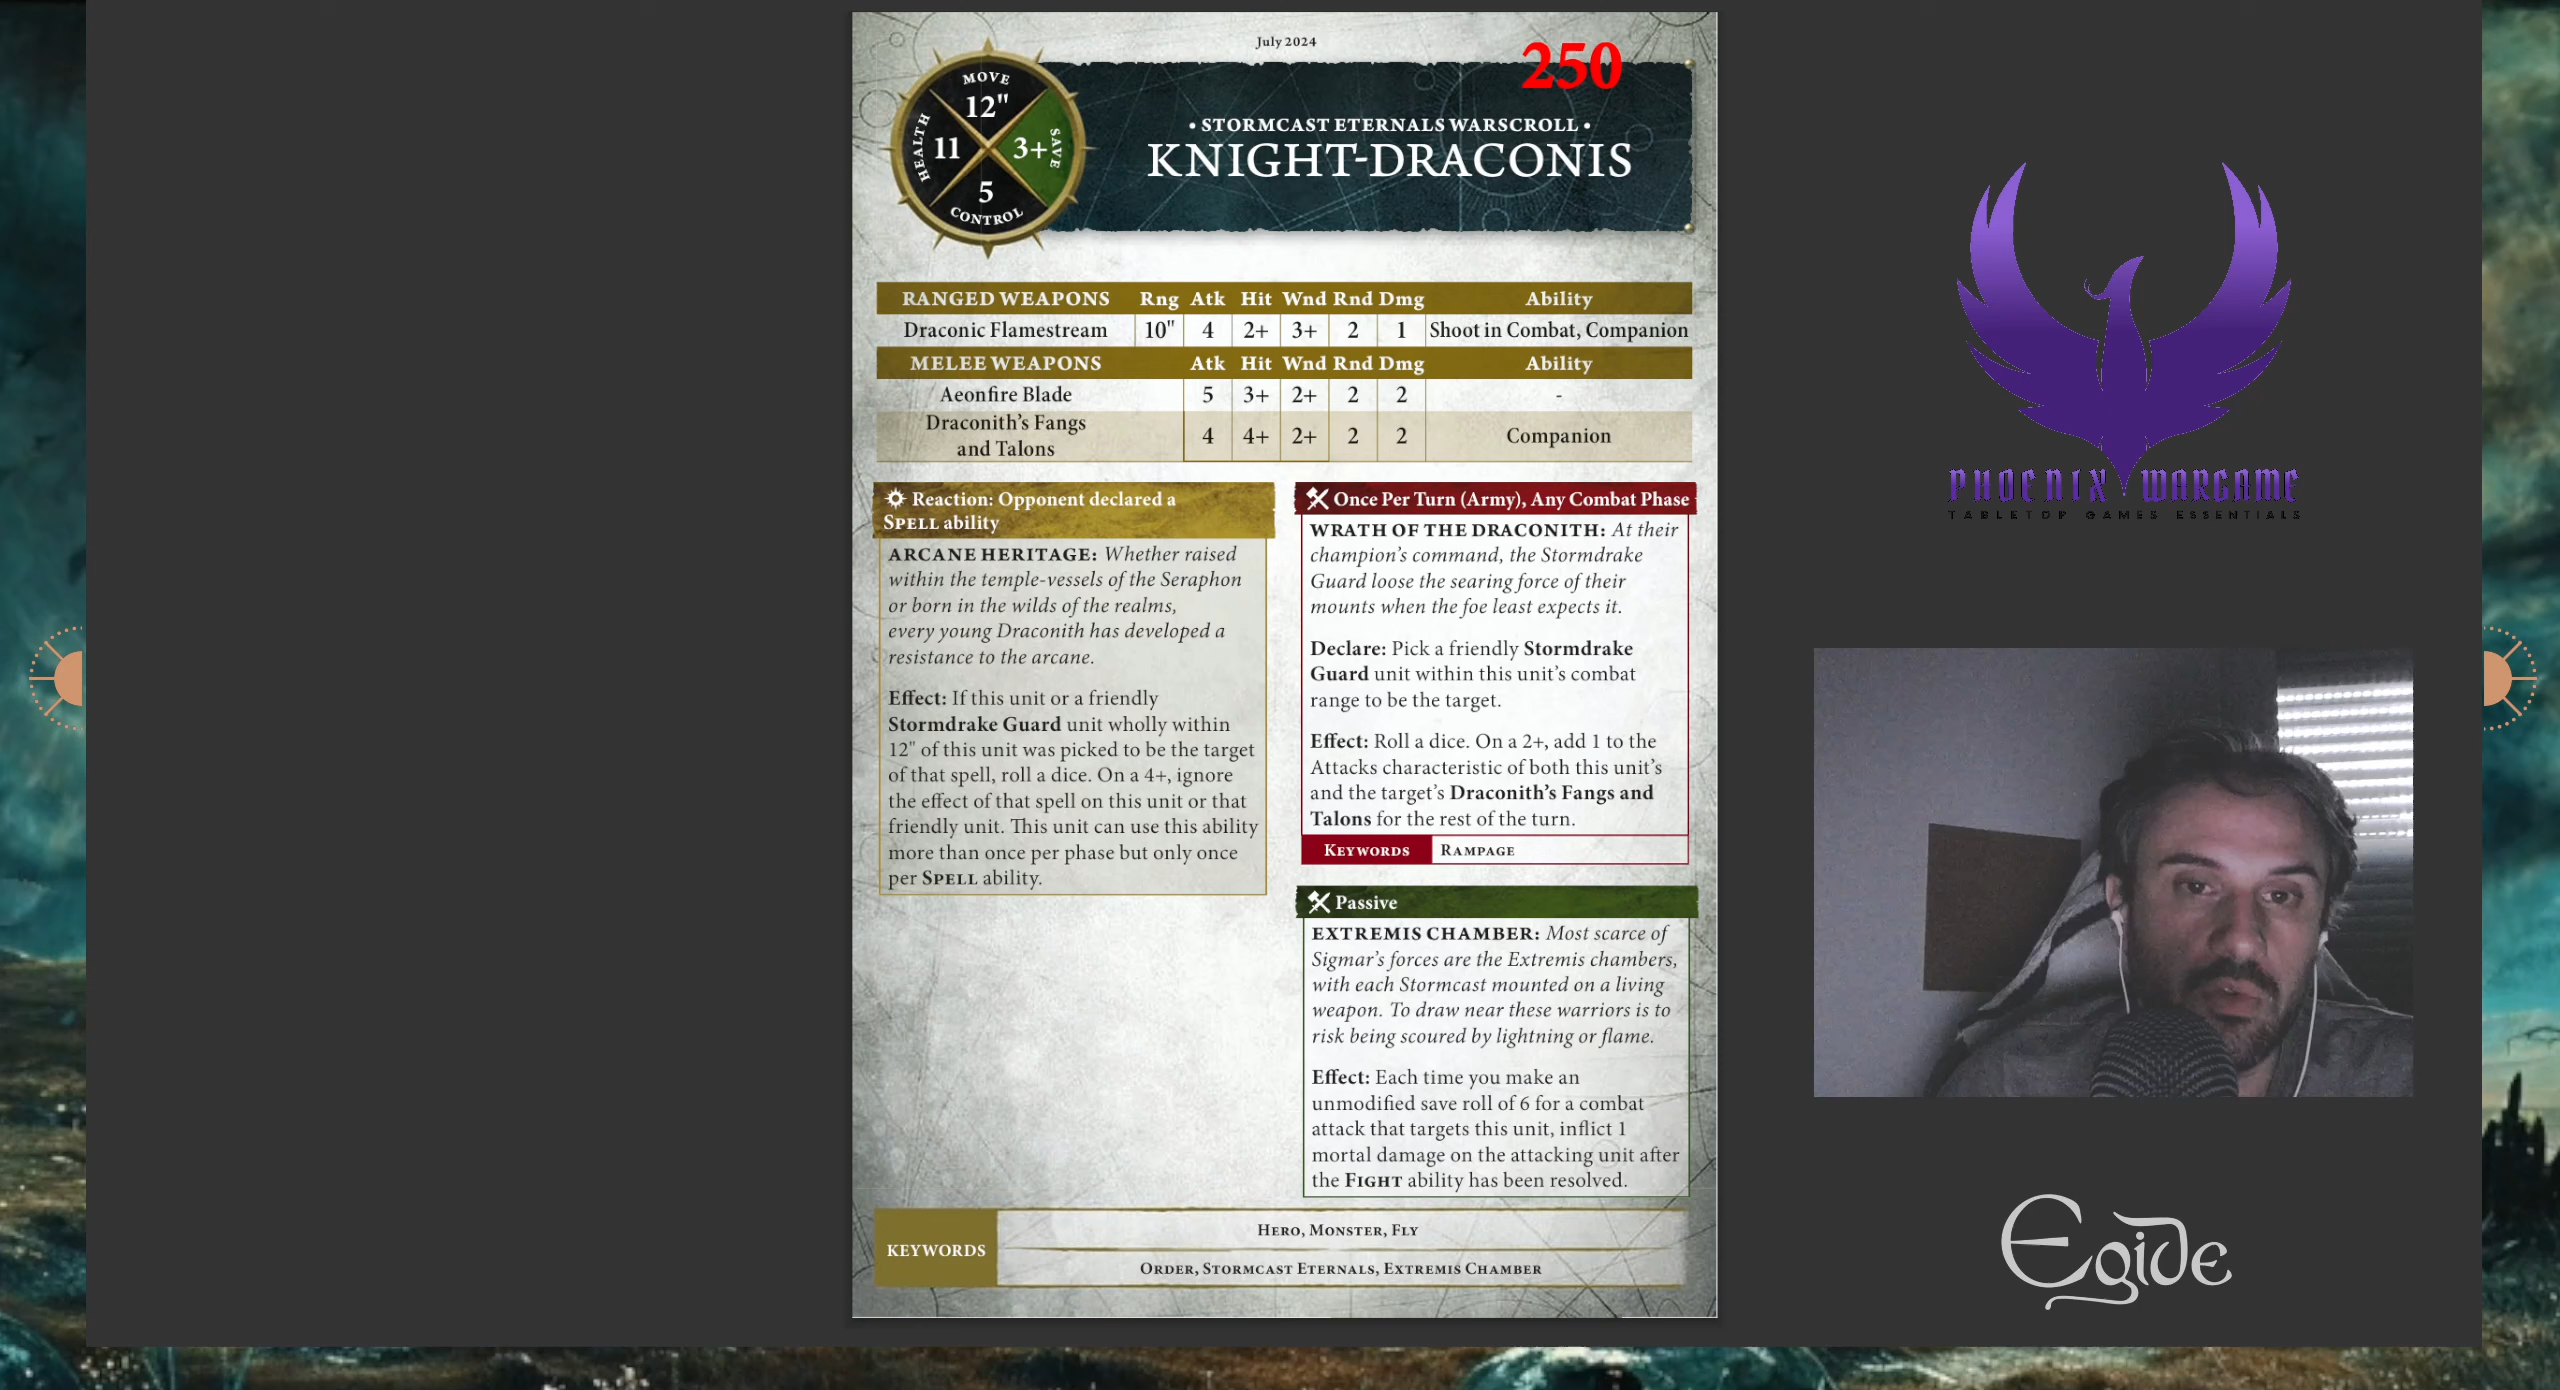 July 2024
250
MOVE
12"
HEALTH
11
3+
SAVE
5
CONTROL
• STORMCAST ETERNALS WARSCROLL •
KNIGHT-DRACONIS
RANGED WEAPONS Rng Atk Hit Wnd Rnd Dmg Ability
Draconic Flamestream 10" 4 2+ 3+ 2 1 Shoot in Combat, Companion
MELEE WEAPONS Atk Hit Wnd Rnd Dmg Ability
Aeonfire Blade 5 3+ 2+ 2 2 -
Draconith's Fangs
and Talons 4 4+ 2+ 2 2 Companion
Reaction: Opponent declared a
SPELL ability
ARCANE HERITAGE: Whether raised
within the temple-vessels of the Seraphon
or born in the wilds of the realms,
every young Draconith has developed a
resistance to the arcane.
Effect: If this unit or a friendly
Stormdrake Guard unit wholly within
12" of this unit was picked to be the target
of that spell, roll a dice. On a 4+, ignore
the effect of that spell on this unit or that
friendly unit. This unit can use this ability
more than once per phase but only once
per SPELL ability.
Once Per Turn (Army), Any Combat Phase
WRATH OF THE DRACONITH: At their
champion's command, the Stormdrake
Guard loose the searing force of their
mounts when the foe least expects it.
Declare: Pick a friendly Stormdrake
Guard unit within this unit's combat
range to be the target.
Effect: Roll a dice. On a 2+, add 1 to the
Attacks characteristic of both this unit's
and the target's Draconith's Fangs and
Talons for the rest of the turn.
KEYWORDS RAMPAGE
Passive
EXTREMIS CHAMBER: Most scarce of
Sigmar's forces are the Extremis chambers,
with each Stormcast mounted on a living
weapon. To draw near these warriors is to
risk being scoured by lightning or flame.
Effect: Each time you make an
unmodified save roll of 6 for a combat
attack that targets this unit, inflict 1
mortal damage on the attacking unit after
the FIGHT ability has been resolved.
KEYWORDS
HERO, MONSTER, FLY
ORDER, STORMCAST ETERNALS, EXTREMIS CHAMBER
PHOENIX WARGAME
TABLETOP GAMES ESSENTIALS
Egide